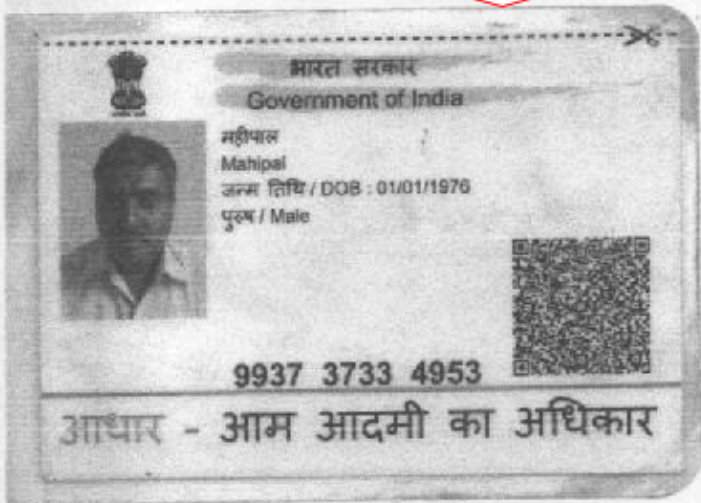 भारत सरकार
Government of India
महीपाल
Mahipal
जन्म तिथि / DOB : 01/01/1976
पुरुष / Male
9937 3733 4953
आधार - आम आदमी का अधिकार